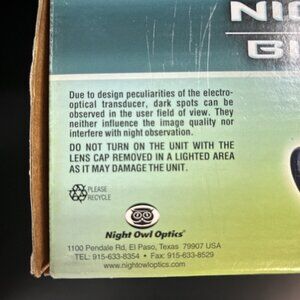 NI
BI
Due to design peculiarities of the electro-
optical transducer, dark spots can be
observed in the user field of view. They
neither influence the image quality nor
interfere with night observation.
DO NOT TURN ON THE UNIT WITH THE
LENS CAP REMOVED IN A LIGHTED AREA
AS IT MAY DAMAGE THE UNIT.
PLEASE
RECYCLE
Night Owl Optics®
1100 Pendale Rd, El Paso, Texas 79907 USA
TEL: 915-633-8354 • Fax: 915-633-8529
www.nightowloptics.com